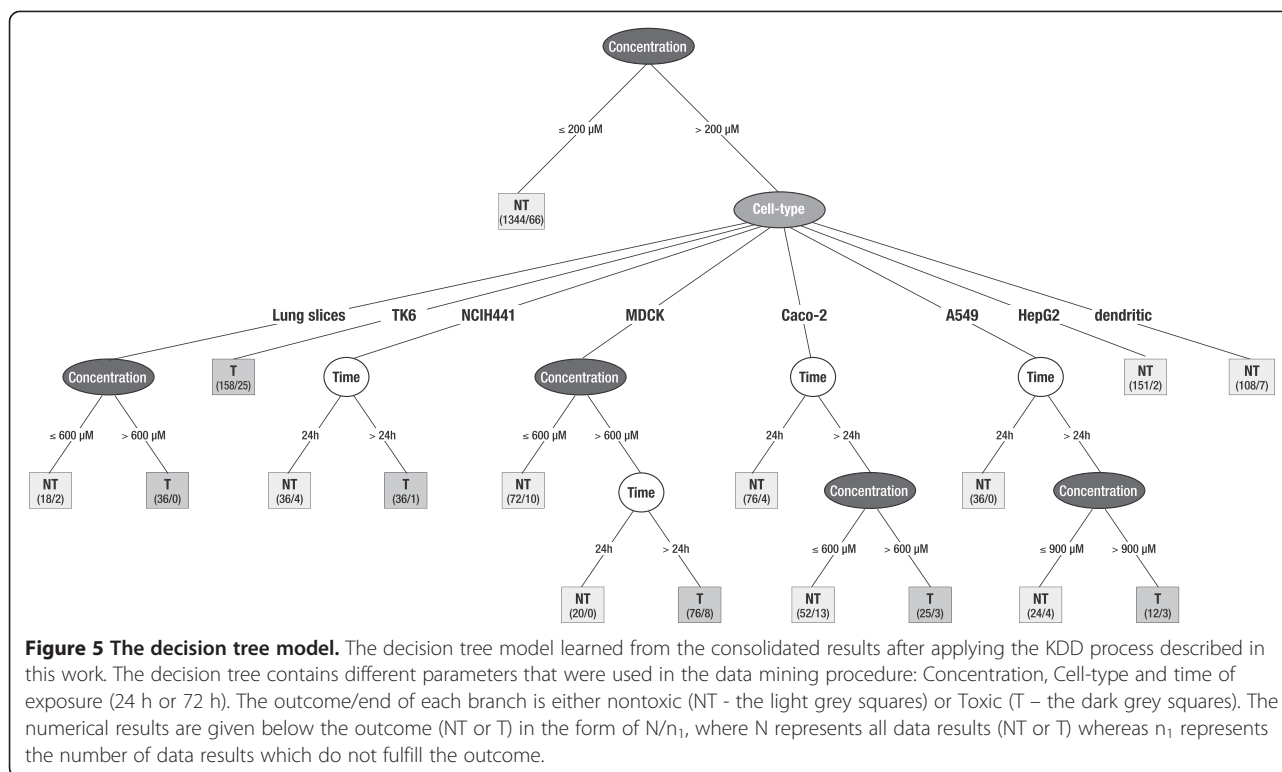 Concentration
≤ 200 µM > 200 µM
NT
(1344/66)
Cell-type
Lung slices TK6 NCIH441 MDCK Caco-2 A549 HepG2 dendritic
Concentration
T
(158/25)
Time
Concentration
Time
Time
NT
(151/2)
NT
(108/7)
≤ 600 µM > 600 µM 24h > 24h ≤ 600 µM > 600 µM 24h > 24h 24h > 24h
NT
(18/2)
T
(36/0)
NT
(36/4)
T
(36/1)
NT
(72/10)
Time
NT
(76/4)
Concentration
NT
(36/0)
Concentration
24h > 24h ≤ 600 µM > 600 µM ≤ 900 µM > 900 µM
NT
(20/0)
T
(76/8)
NT
(52/13)
T
(25/3)
NT
(24/4)
T
(12/3)
Figure 5 The decision tree model. The decision tree model learned from the consolidated results after applying the KDD process described in
this work. The decision tree contains different parameters that were used in the data mining procedure: Concentration, Cell-type and time of
exposure (24 h or 72 h). The outcome/end of each branch is either nontoxic (NT - the light grey squares) or Toxic (T – the dark grey squares). The
numerical results are given below the outcome (NT or T) in the form of N/n₁, where N represents all data results (NT or T) whereas n₁ represents
the number of data results which do not fulfill the outcome.